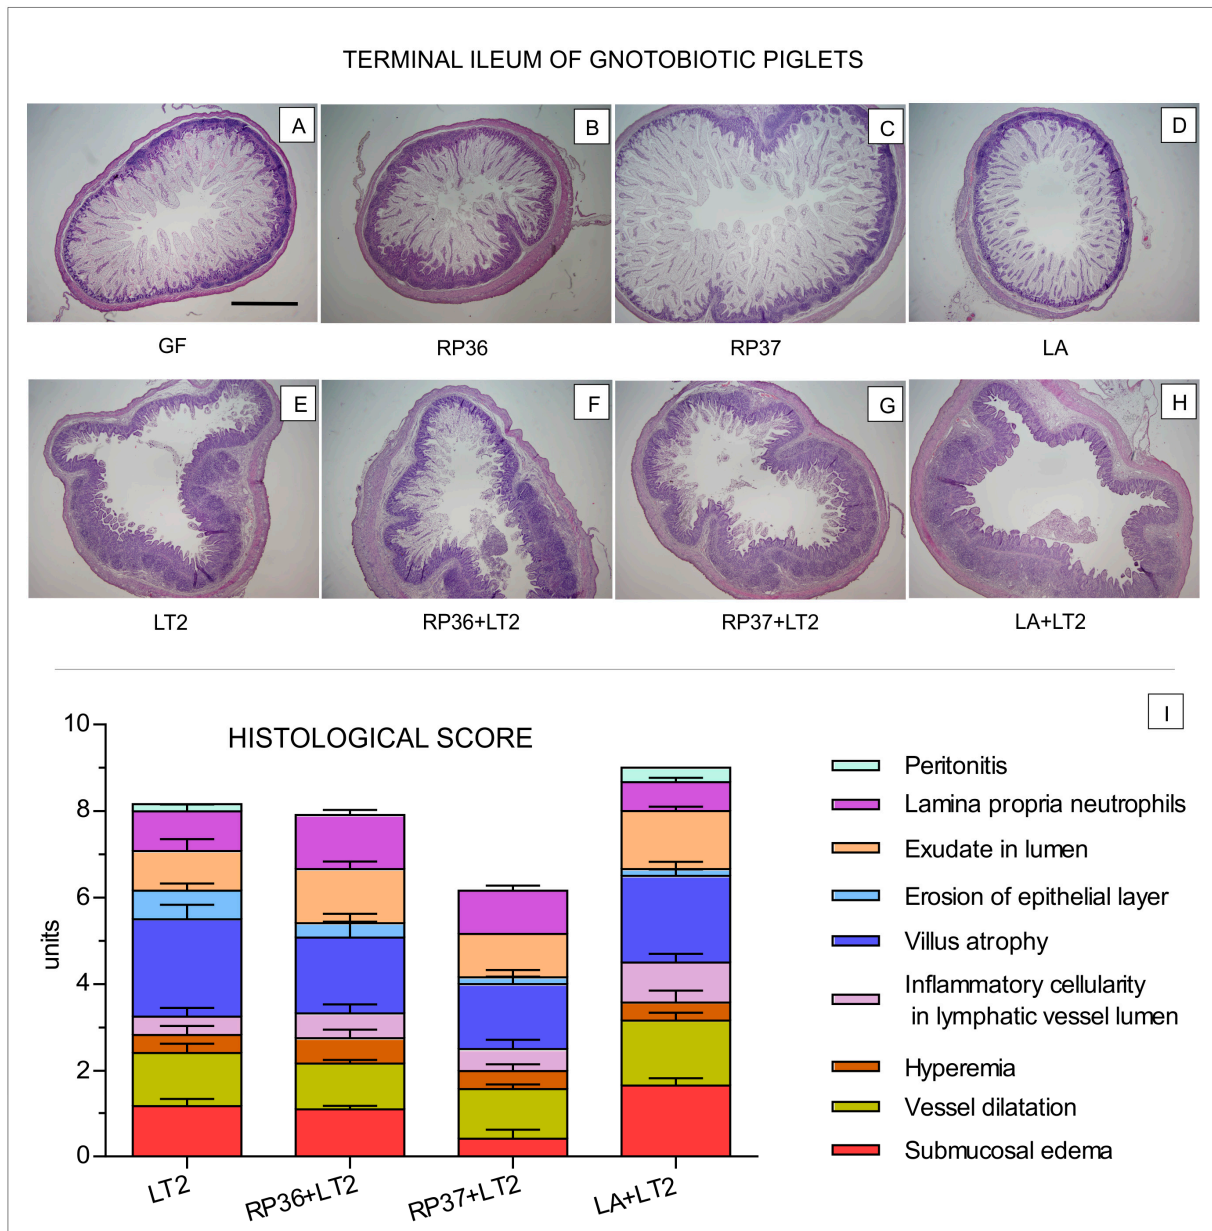 TERMINAL ILEUM OF GNOTOBIOTIC PIGLETS
A
B
C
D
GF
RP36
RP37
LA
E
F
G
H
LT2
RP36+LT2
RP37+LT2
LA+LT2
I
HISTOLOGICAL SCORE
units
10
8
6
4
2
0
LT2
RP36+LT2
RP37+LT2
LA+LT2
Peritonitis
Lamina propria neutrophils
Exudate in lumen
Erosion of epithelial layer
Villus atrophy
Inflammatory cellularity
in lymphatic vessel lumen
Hyperemia
Vessel dilatation
Submucosal edema